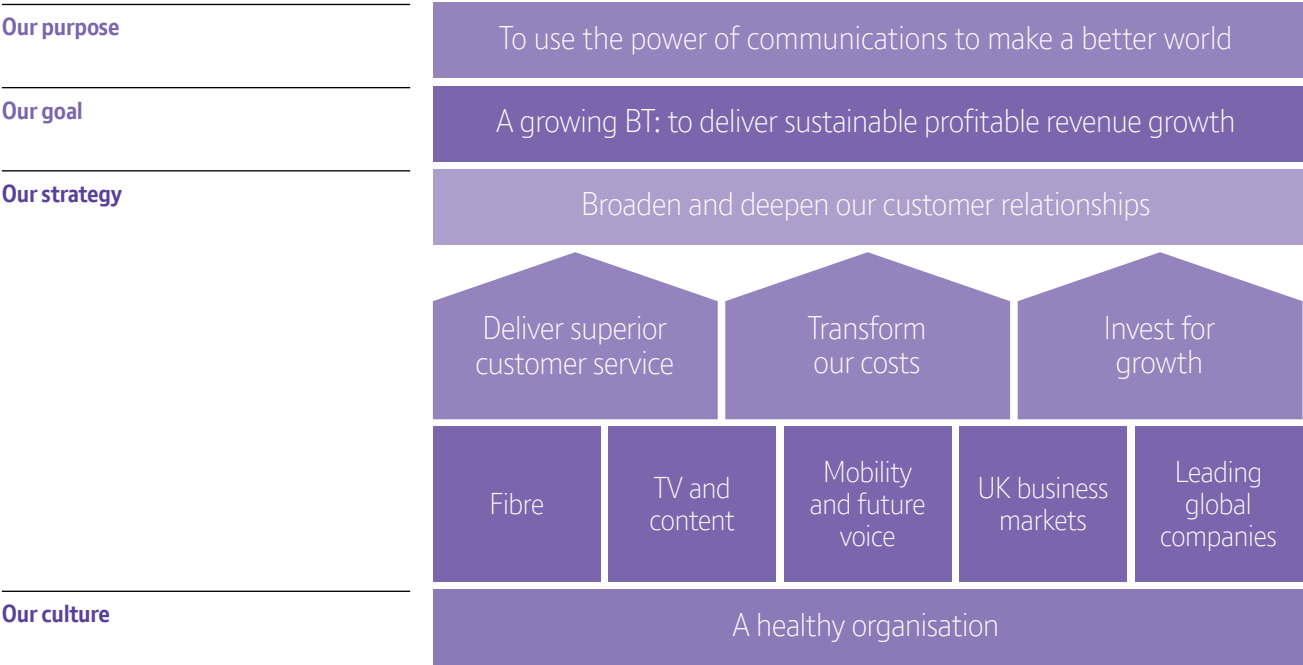 Our purpose
To use the power of communications to make a better world
Our goal
A growing BT: to deliver sustainable profitable revenue growth
Our strategy
Broaden and deepen our customer relationships
Deliver superior
customer service
Transform
our costs
Invest for
growth
Fibre
TV and
content
Mobility
and future
voice
UK business
markets
Leading
global
companies
Our culture
A healthy organisation